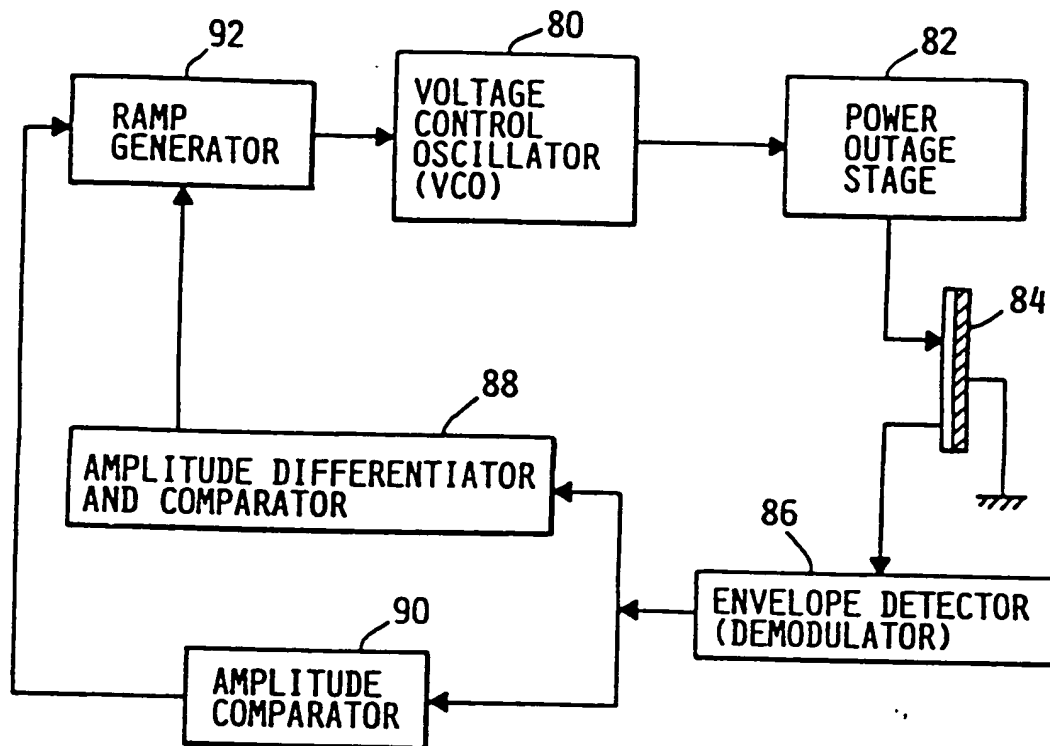 92
RAMP
GENERATOR
80
VOLTAGE
CONTROL
OSCILLATOR
(VCO)
82
POWER
OUTAGE
STAGE
84
88
AMPLITUDE DIFFERENTIATOR
AND COMPARATOR
86
ENVELOPE DETECTOR
(DEMODULATOR)
90
AMPLITUDE
COMPARATOR